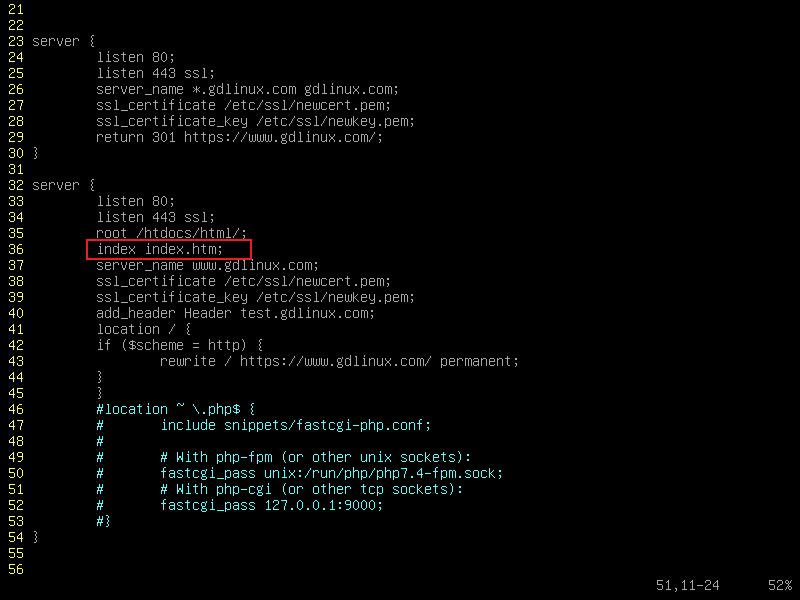 21
22
23 server {
24         listen 80;
25         listen 443 ssl;
26         server_name *.gdlinux.com gdlinux.com;
27         ssl_certificate /etc/ssl/newcert.pem;
28         ssl_certificate_key /etc/ssl/newkey.pem;
29         return 301 https://www.gdlinux.com/;
30 }
31
32 server {
33         listen 80;
34         listen 443 ssl;
35         root /htdocs/html/;
36         index index.htm;
37         server_name www.gdlinux.com;
38         ssl_certificate /etc/ssl/newcert.pem;
39         ssl_certificate_key /etc/ssl/newkey.pem;
40         add_header Header test.gdlinux.com;
41         location / {
42         if ($scheme = http) {
43                 rewrite / https://www.gdlinux.com/ permanent;
44         }
45         }
46         #location ~ \.php$ {
47         #       include snippets/fastcgi-php.conf;
48         #
49         #       # With php-fpm (or other unix sockets):
50         #       fastcgi_pass unix:/run/php/php7.4-fpm.sock;
51         #       # With php-cgi (or other tcp sockets):
52         #       fastcgi_pass 127.0.0.1:9000;
53         #}
54 }
55
56
51,11-24      52%